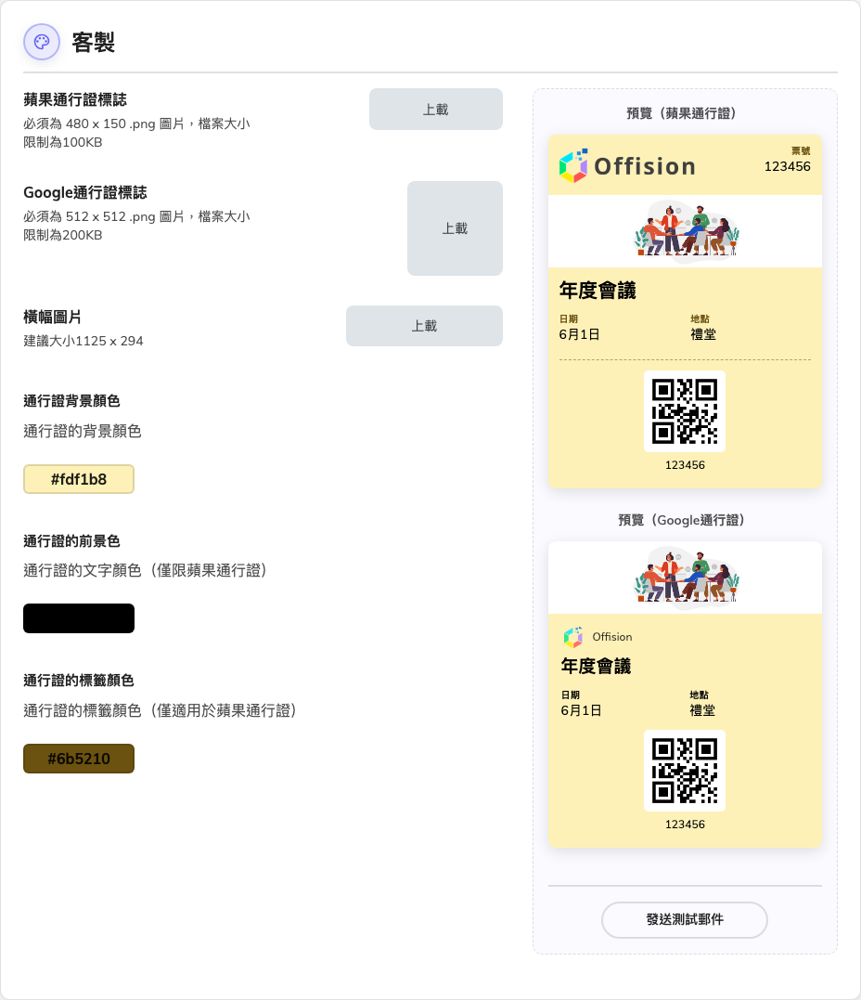 客製
蘋果通行證標誌
必須為 480 x 150 .png 圖片，檔案大小
限制為100KB
上載
Google通行證標誌
必須為 512 x 512 .png 圖片，檔案大小
限制為200KB
上載
橫幅圖片
建議大小1125 x 294
上載
通行證背景顏色
通行證的背景顏色
#fdf1b8
通行證的前景色
通行證的文字顏色（僅限蘋果通行證）
通行證的標籤顏色
通行證的標籤顏色（僅適用於蘋果通行證）
#6b5210
預覽（蘋果通行證）
Offision
票號
123456
年度會議
日期 地點
6月1日 禮堂
123456
預覽（Google通行證）
Offision
年度會議
日期 地點
6月1日 禮堂
123456
發送測試郵件